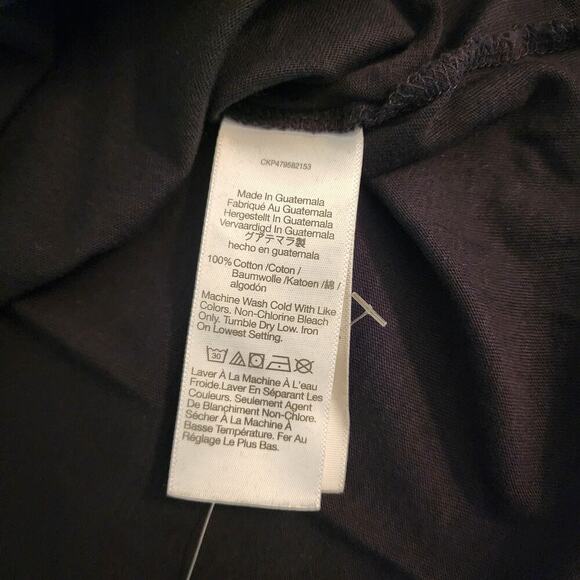 CKP479582153
Made In Guatemala
Fabriqué Au Guatemala
Hergestellt In Guatemala
Vervaardigd In Guatemala
グアテマラ製
hecho en guatemala
100% Cotton /Coton /
Baumwolle /Katoen /綿 /
algodón
Machine Wash Cold With Like
Colors. Non-Chlorine Bleach
Only. Tumble Dry Low. Iron
On Lowest Setting.
30
Laver À La Machine À L'eau
Froide.Laver En Séparant Les
Couleurs. Seulement Agent
De Blanchiment Non-Chlore.
Sécher À La Machine À
Basse Température. Fer Au
Réglage Le Plus Bas.